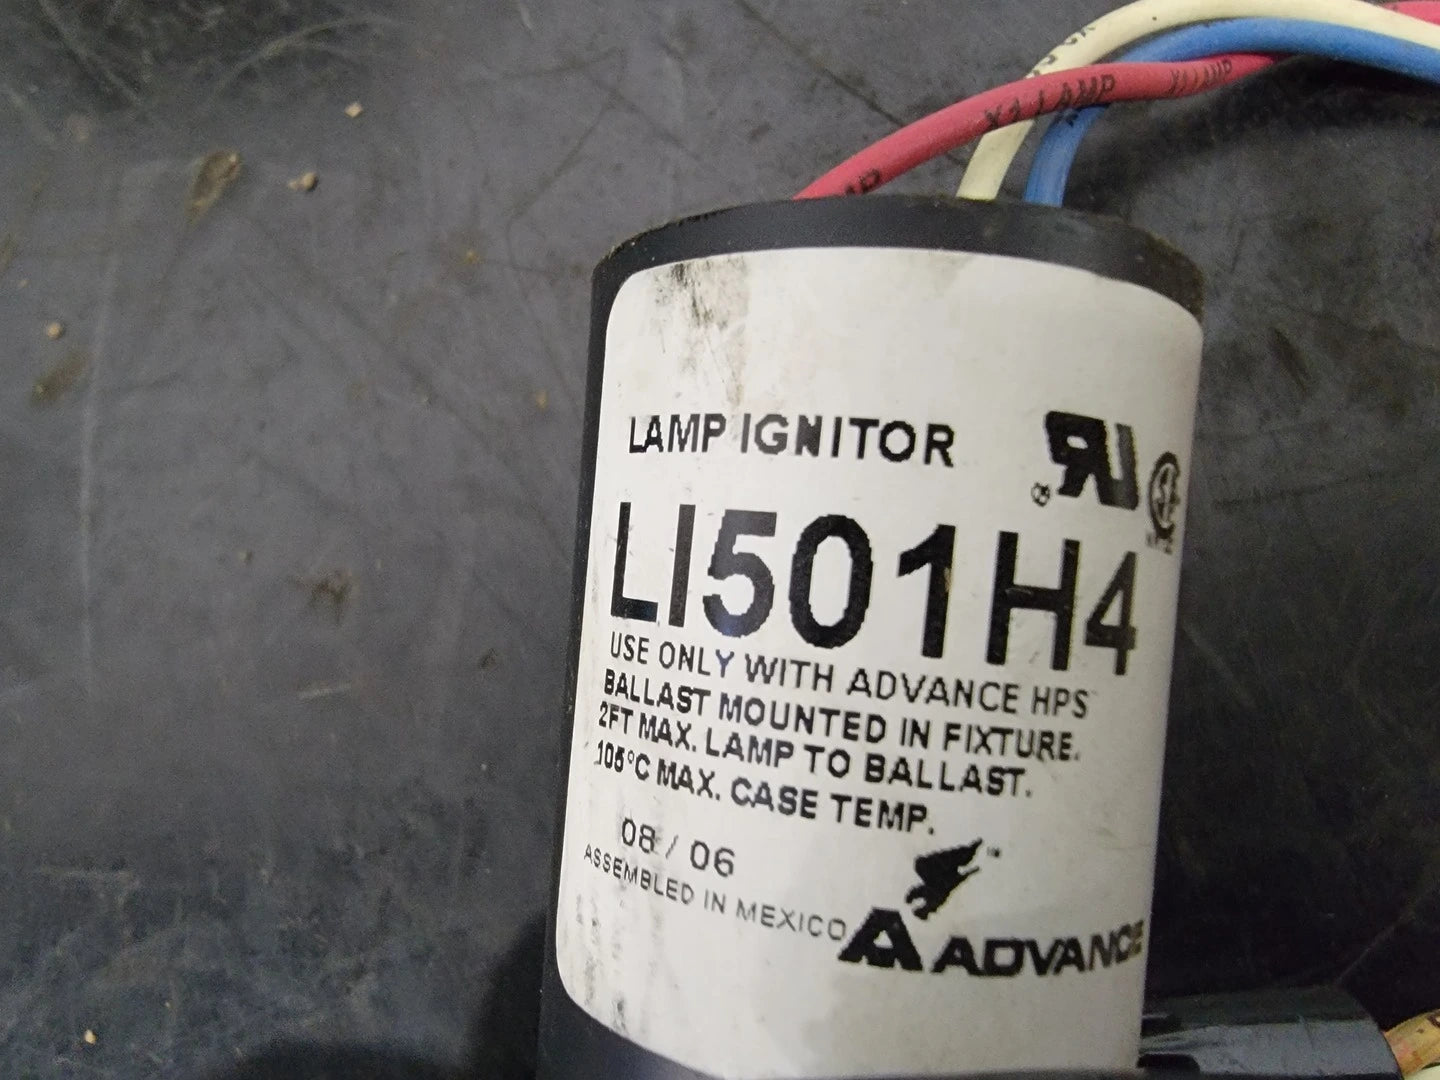 X1 LAMP X1 LAMP
LAMP IGNITOR
LI501H4
USE ONLY WITH ADVANCE HPS
BALLAST MOUNTED IN FIXTURE.
2FT MAX. LAMP TO BALLAST.
105°C MAX. CASE TEMP.
08 / 06
ASSEMBLED IN MEXICO
ADVANCE